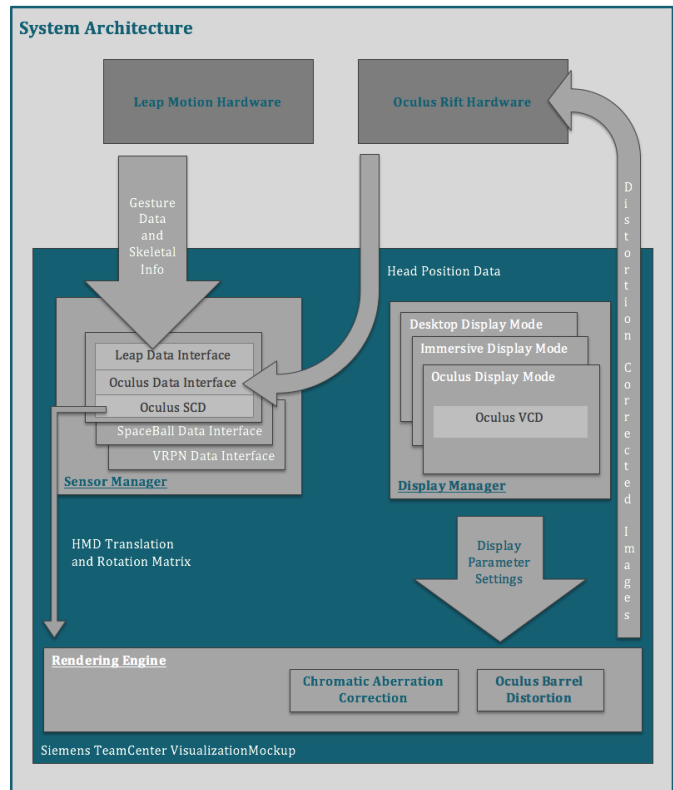 System Architecture
Leap Motion Hardware
Oculus Rift Hardware
Gesture
Data
and
Skeletal
Info
Head Position Data
Distortion Corrected Images
Leap Data Interface
Oculus Data Interface
Oculus SCD
SpaceBall Data Interface
VRPN Data Interface
Sensor Manager
Desktop Display Mode
Immersive Display Mode
Oculus Display Mode
Oculus VCD
Display Manager
HMD Translation
and Rotation Matrix
Display
Parameter
Settings
Rendering Engine
Chromatic Aberration
Correction
Oculus Barrel
Distortion
Siemens TeamCenter VisualizationMockup